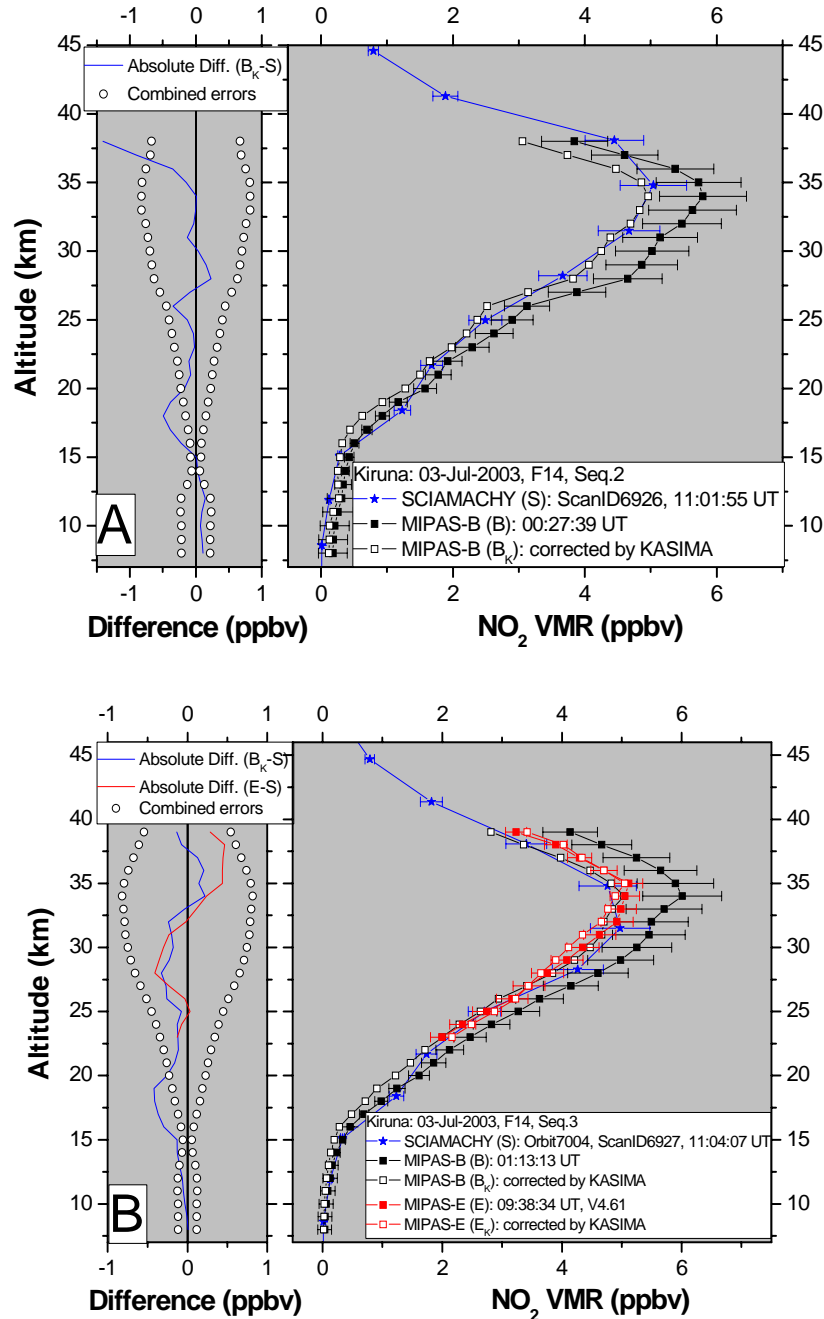 -1 0 1 0 2 4 6
45 45
Absolute Diff. (BK-S)
Combined errors
40 40
35 35
30 30
25 25
20 20
15 15
10 10
Altitude (km)
A
Kiruna: 03-Jul-2003, F14, Seq.2
SCIAMACHY (S): ScanID6926, 11:01:55 UT
MIPAS-B (B): 00:27:39 UT
MIPAS-B (BK): corrected by KASIMA
-1 0 1 0 2 4 6
Difference (ppbv) NO2 VMR (ppbv)
-1 0 1 0 2 4 6
45 45
Absolute Diff. (BK-S)
Absolute Diff. (E-S)
Combined errors
40 40
35 35
30 30
25 25
20 20
15 15
10 10
Altitude (km)
B
Kiruna: 03-Jul-2003, F14, Seq.3
SCIAMACHY (S): Orbit7004, ScanID6927, 11:04:07 UT
MIPAS-B (B): 01:13:13 UT
MIPAS-B (BK): corrected by KASIMA
MIPAS-E (E): 09:38:34 UT, V4.61
MIPAS-E (EK): corrected by KASIMA
-1 0 1 0 2 4 6
Difference (ppbv) NO2 VMR (ppbv)